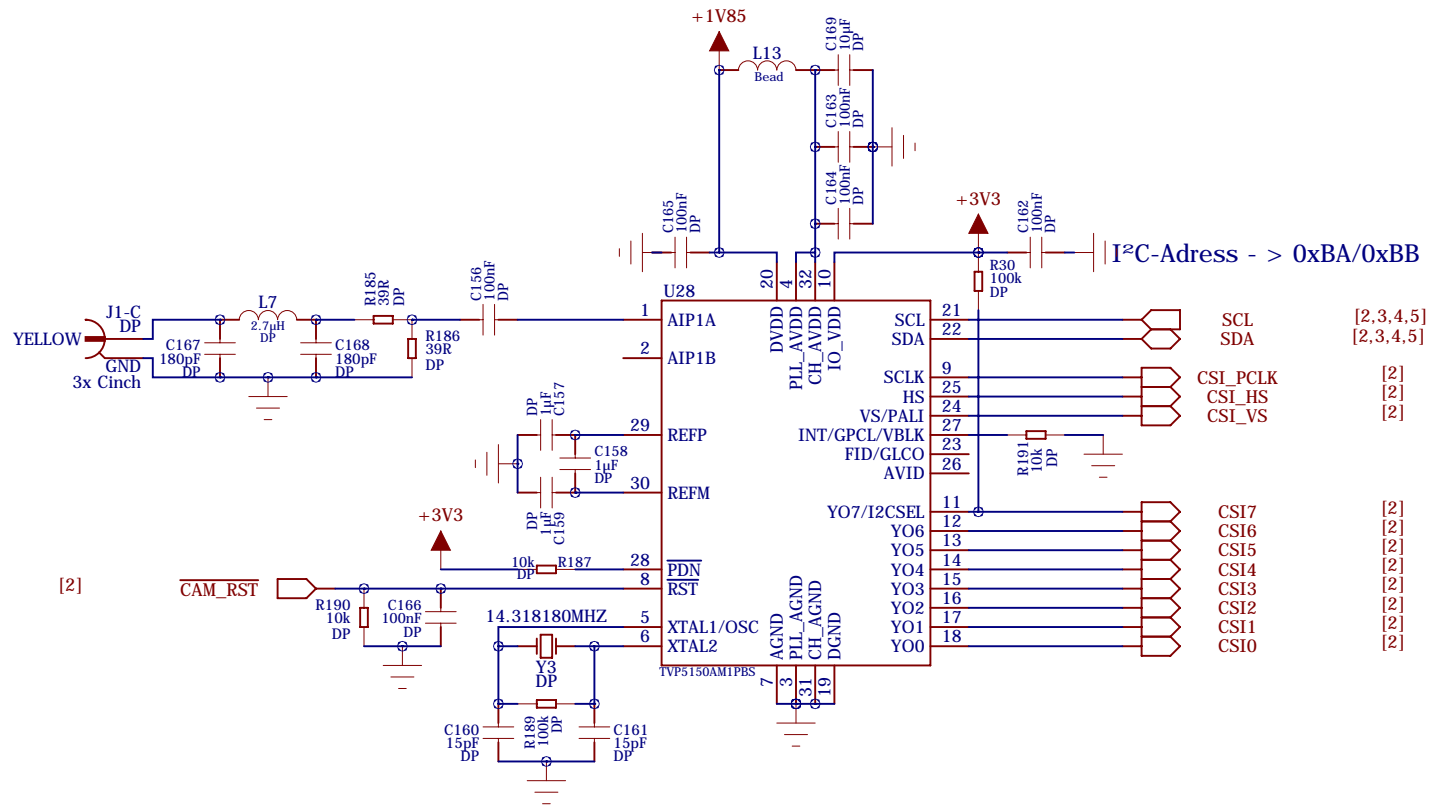 +1V85
L13
Bead
C169
10µF
DP
C163
100nF
DP
C164
100nF
DP
C165
100nF
DP
+3V3
C162
100nF
DP
I²C-Adress - > 0xBA/0xBB
R30
100k
DP
J1-C
DP
YELLOW
GND
3x Cinch
C167
180pF
DP
L7
2.7µH
DP
C168
180pF
DP
R185
39R
DP
R186
39R
DP
C156
100nF
DP
U28
20
4
32
10
DVDD
PLL_AVDD
CH_AVDD
IO_VDD
1 AIP1A
2 AIP1B
29 REFP
30 REFM
28 PDN
8 RST
5 XTAL1/OSC
6 XTAL2
DP
1µF
C157
C158
1µF
DP
DP
1µF
C159
+3V3
10k
DP
R187
[2] CAM_RST
R190
10k
DP
C166
100nF
DP
14.318180MHZ
Y3
DP
R189
100k
DP
C160
15pF
DP
C161
15pF
DP
TVP5150AM1PBS
AGND
PLL_AGND
CH_AGND
DGND
7
3
31
19
SCL 21 SCL [2,3,4,5]
SDA 22 SDA [2,3,4,5]
SCLK 9 CSI_PCLK [2]
HS 25 CSI_HS [2]
VS/PALI 24 CSI_VS [2]
INT/GPCL/VBLK 27
R191
10k
DP
FID/GLCO 23
AVID 26
YO7/I2CSEL 11 CSI7 [2]
YO6 12 CSI6 [2]
YO5 13 CSI5 [2]
YO4 14 CSI4 [2]
YO3 15 CSI3 [2]
YO2 16 CSI2 [2]
YO1 17 CSI1 [2]
YO0 18 CSI0 [2]